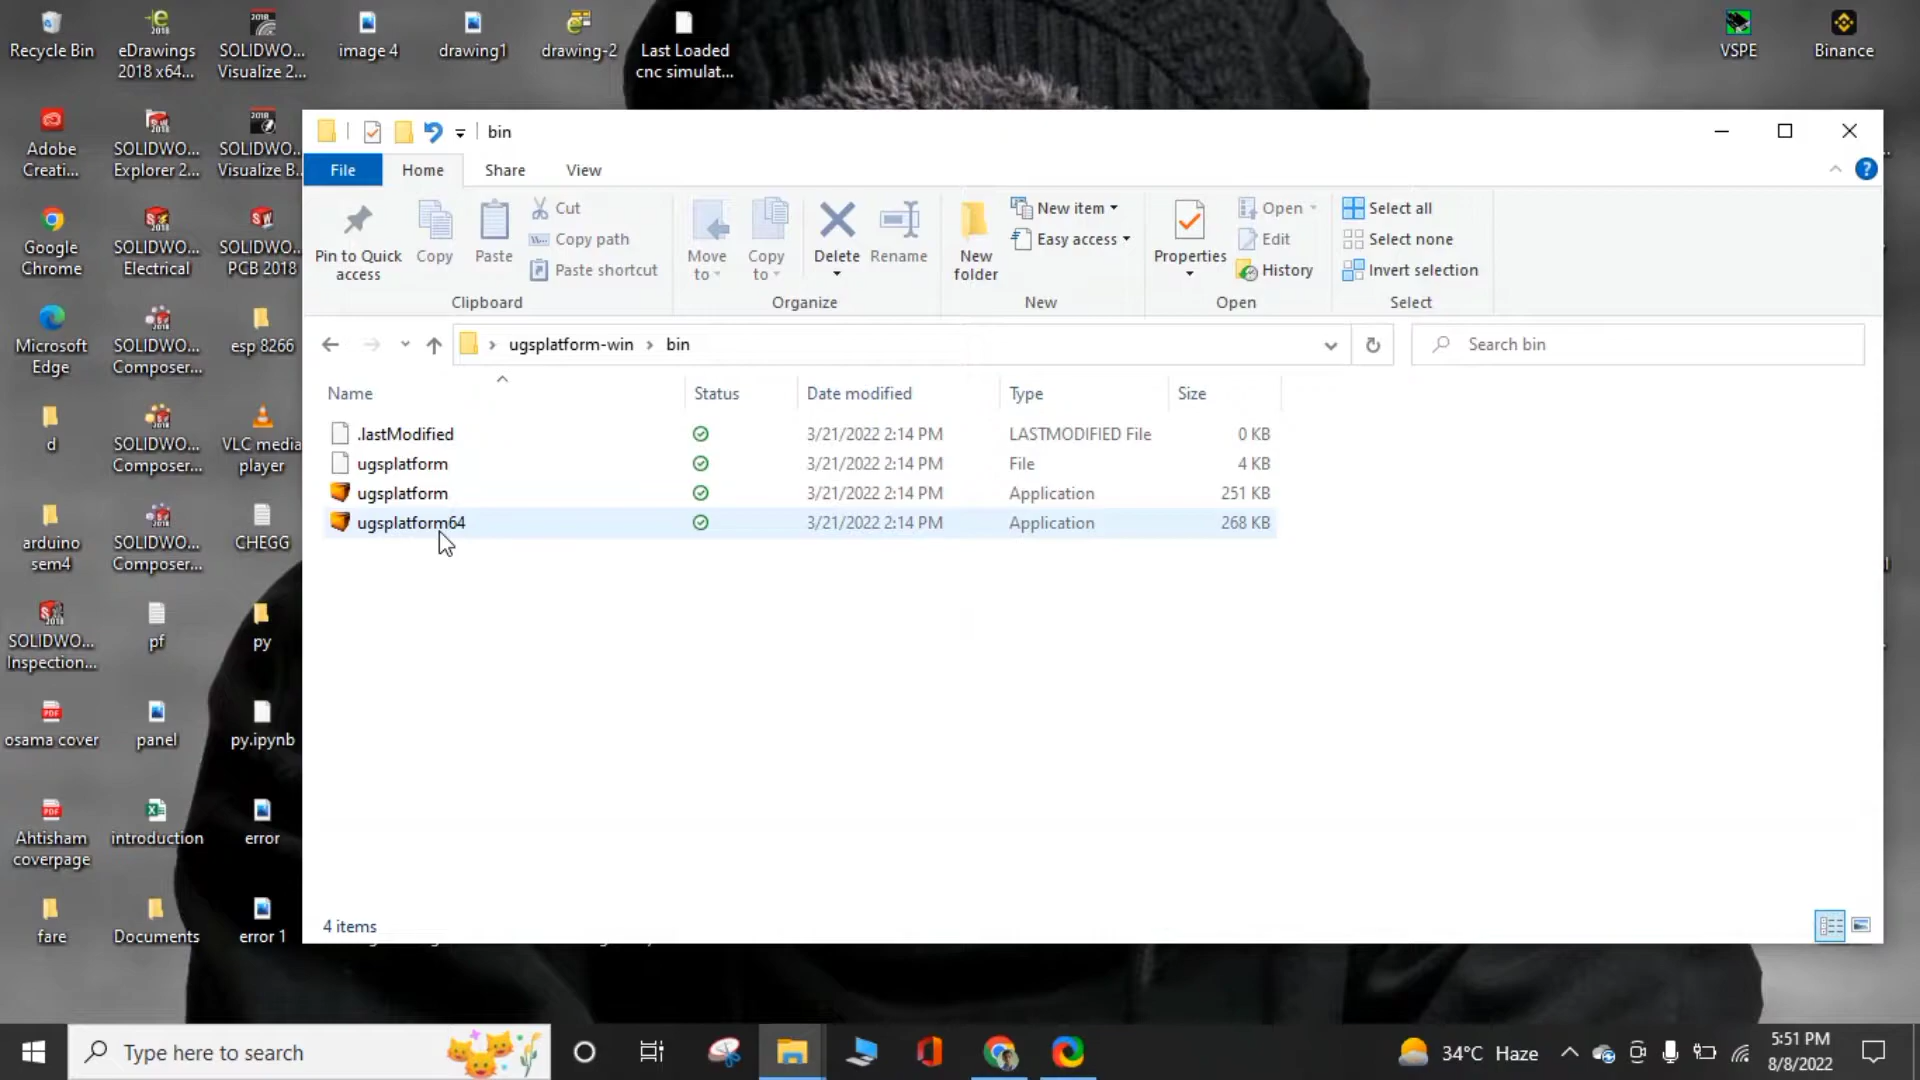 Recycle Bin
eDrawings
2018 x64...
SOLIDWO...
Visualize 2...
image 4
drawing1
drawing-2
Last Loaded
cnc simulat...
VSPE
Binance
Adobe
Creati...
SOLIDWO...
Explorer 2...
SOLIDWO...
Visualize B...
Google
Chrome
SOLIDWO...
Electrical
SOLIDWO...
PCB 2018
Microsoft
Edge
SOLIDWO...
Composer...
esp 8266
d
SOLIDWO...
Composer...
VLC media
player
arduino
sem4
SOLIDWO...
Composer...
CHEGG
SOLIDWO...
Inspection...
pf
py
osama cover
panel
py.ipynb
Ahtisham
coverpage
introduction
error
fare
Documents
error 1
bin
File
Home
Share
View
Pin to Quick
access
Copy
Paste
Cut
Copy path
Paste shortcut
Clipboard
Move
to
Copy
to
Delete
Rename
Organize
New
folder
New item
Easy access
New
Properties
Open
Edit
History
Open
Select all
Select none
Invert selection
Select
ugsplatform-win > bin
Search bin
Name Status Date modified Type Size
.lastModified 3/21/2022 2:14 PM LASTMODIFIED File 0 KB
ugsplatform 3/21/2022 2:14 PM File 4 KB
ugsplatform 3/21/2022 2:14 PM Application 251 KB
ugsplatform64 3/21/2022 2:14 PM Application 268 KB
4 items
Type here to search
34°C Haze
5:51 PM
8/8/2022